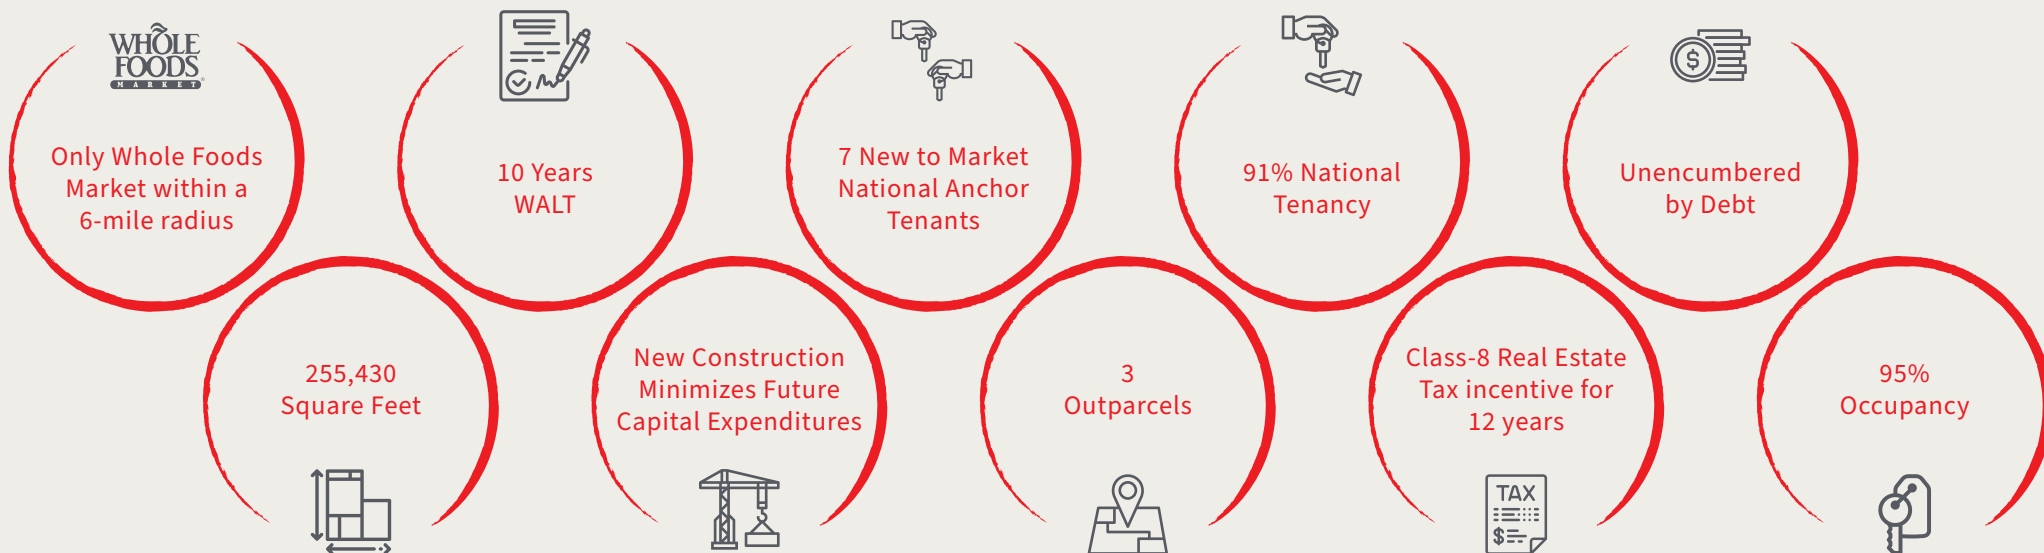 WHOLE
FOODS
MARKET
Only Whole Foods
Market within a
6-mile radius
10 Years
WALT
7 New to Market
National Anchor
Tenants
91% National
Tenancy
$
Unencumbered
by Debt
255,430
Square Feet
New Construction
Minimizes Future
Capital Expenditures
3
Outparcels
Class-8 Real Estate
Tax incentive for
12 years
TAX
$
95%
Occupancy